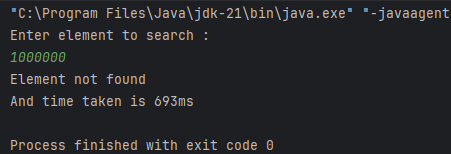 "C:\Program Files\Java\jdk-21\bin\java.exe" "-javaagent
Enter element to search :
1000000
Element not found
And time taken is 693ms
Process finished with exit code 0